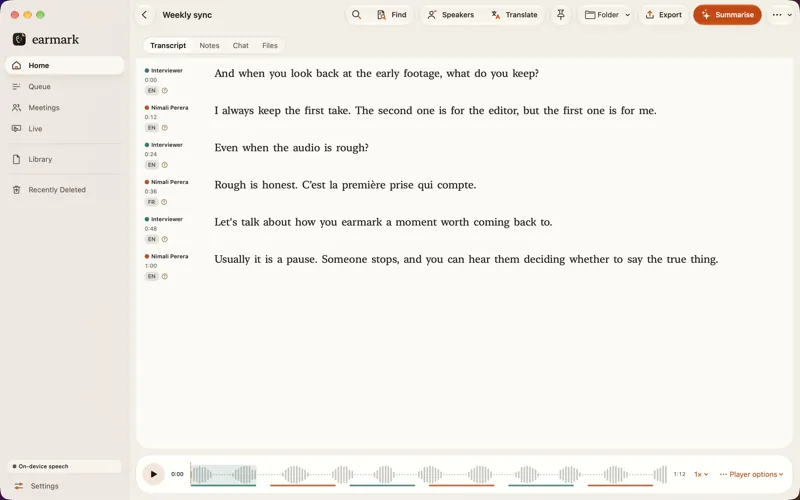 earmark
Home
Queue
Meetings
Live
Library
Recently Deleted
On-device speech
Settings
Weekly sync
Find
Speakers
Translate
Folder
Export
Summarise
Transcript
Notes
Chat
Files
Interviewer
0:00
EN
And when you look back at the early footage, what do you keep?
Nimali Perera
0:12
EN
I always keep the first take. The second one is for the editor, but the first one is for me.
Interviewer
0:24
EN
Even when the audio is rough?
Nimali Perera
0:36
FR
Rough is honest. C'est la première prise qui compte.
Interviewer
0:48
EN
Let's talk about how you earmark a moment worth coming back to.
Nimali Perera
1:00
EN
Usually it is a pause. Someone stops, and you can hear them deciding whether to say the true thing.
0:00
1:12
1×
Player options